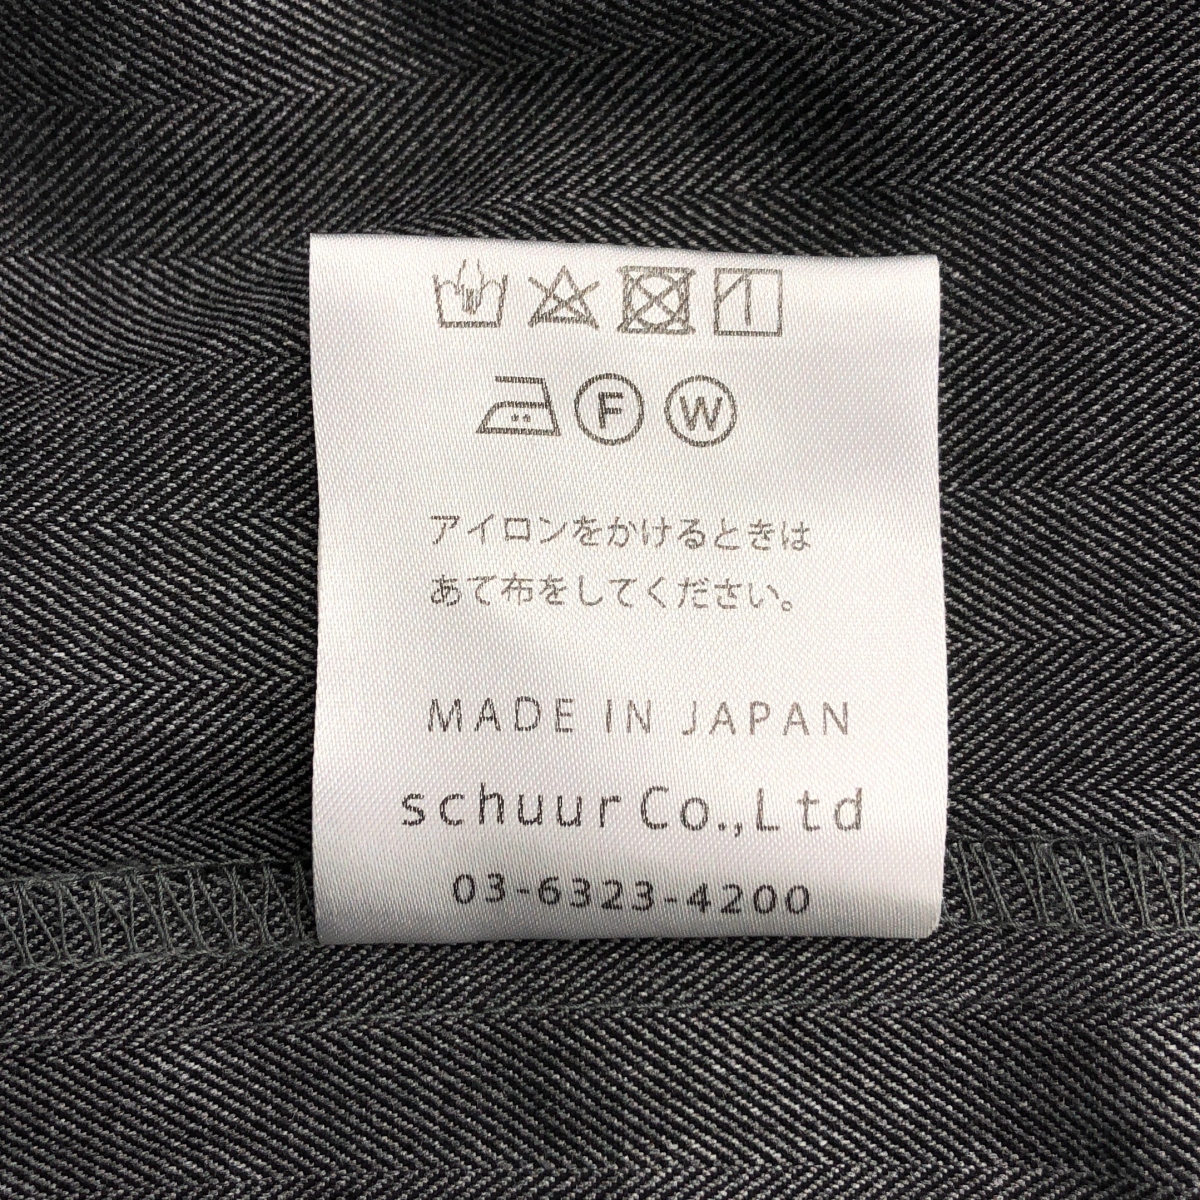 F W
アイロンをかけるときは
あて布をしてください。
MADE IN JAPAN
schuur Co.,Ltd
03-6323-4200